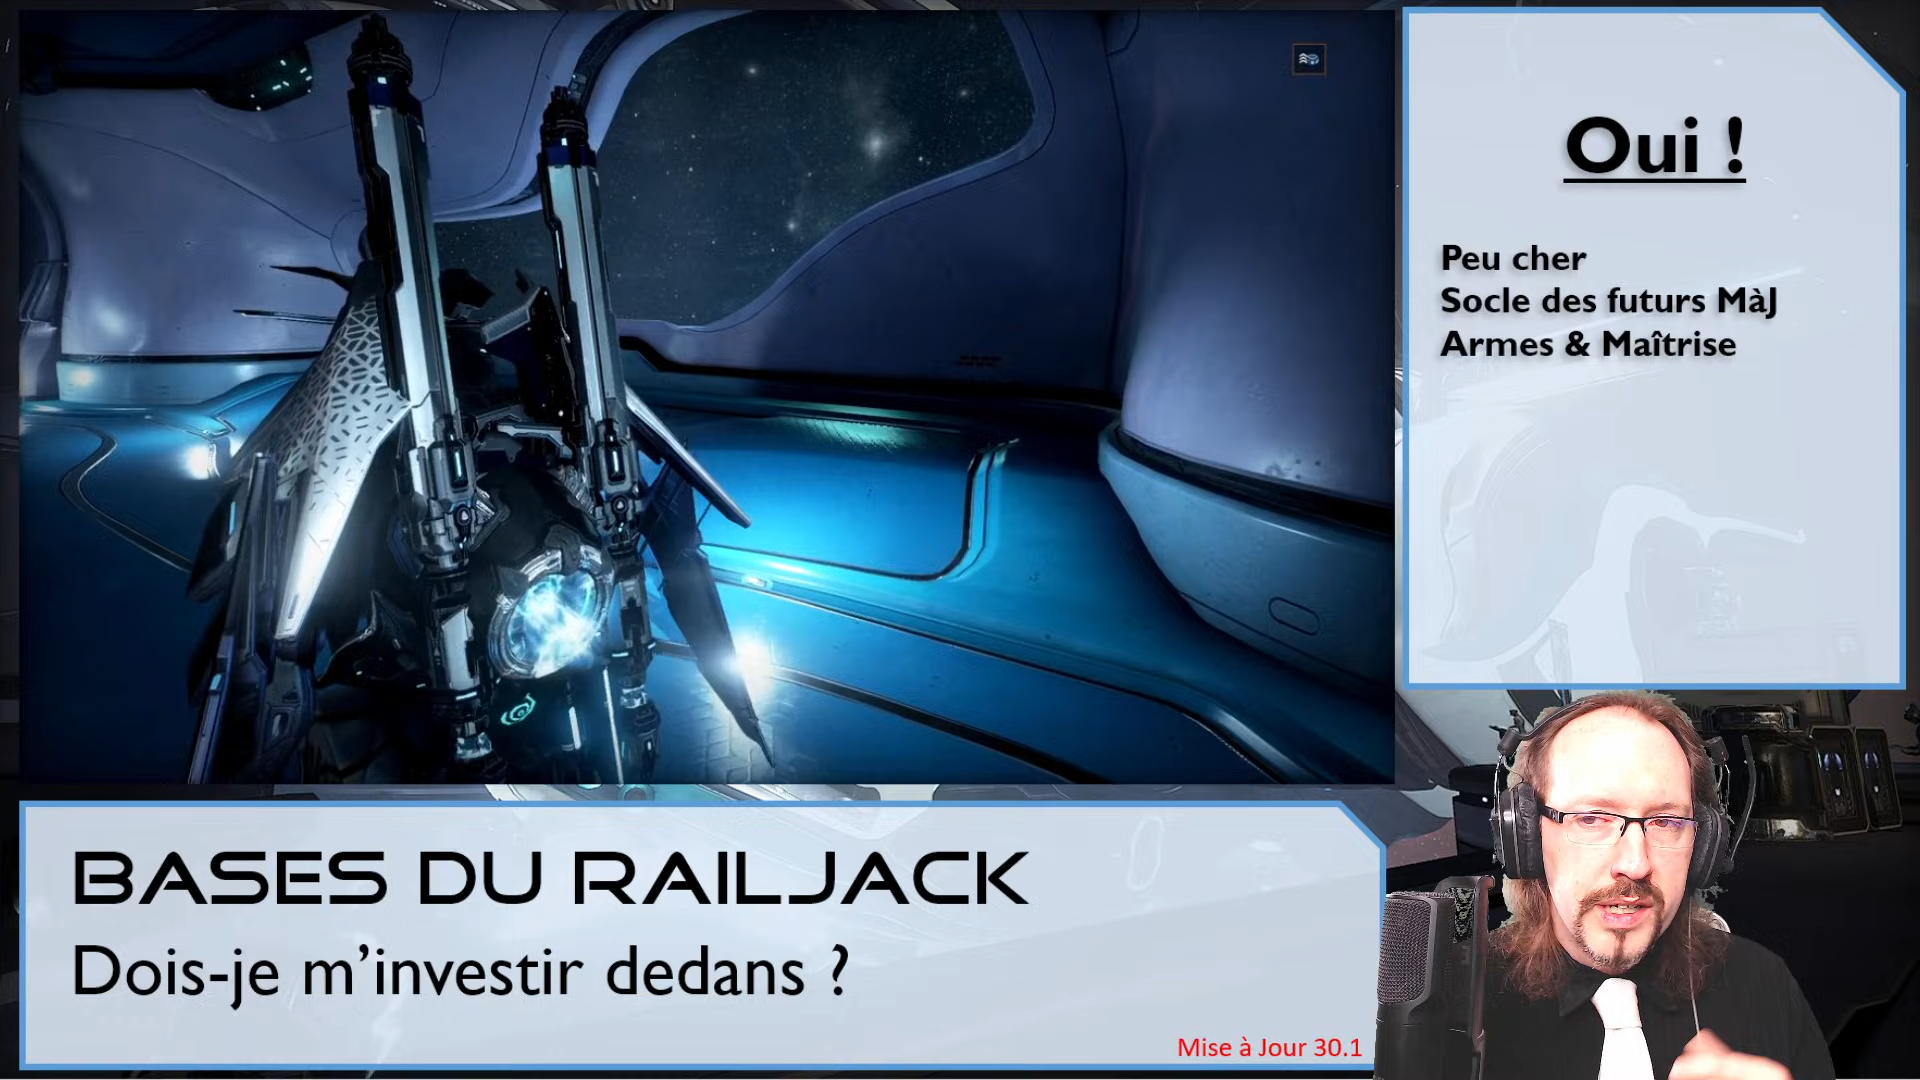 Oui !
Peu cher
Socle des futurs MàJ
Armes & Maîtrise
BASES DU RAILJACK
Dois-je m’investir dedans ?
Mise à Jour 30.1